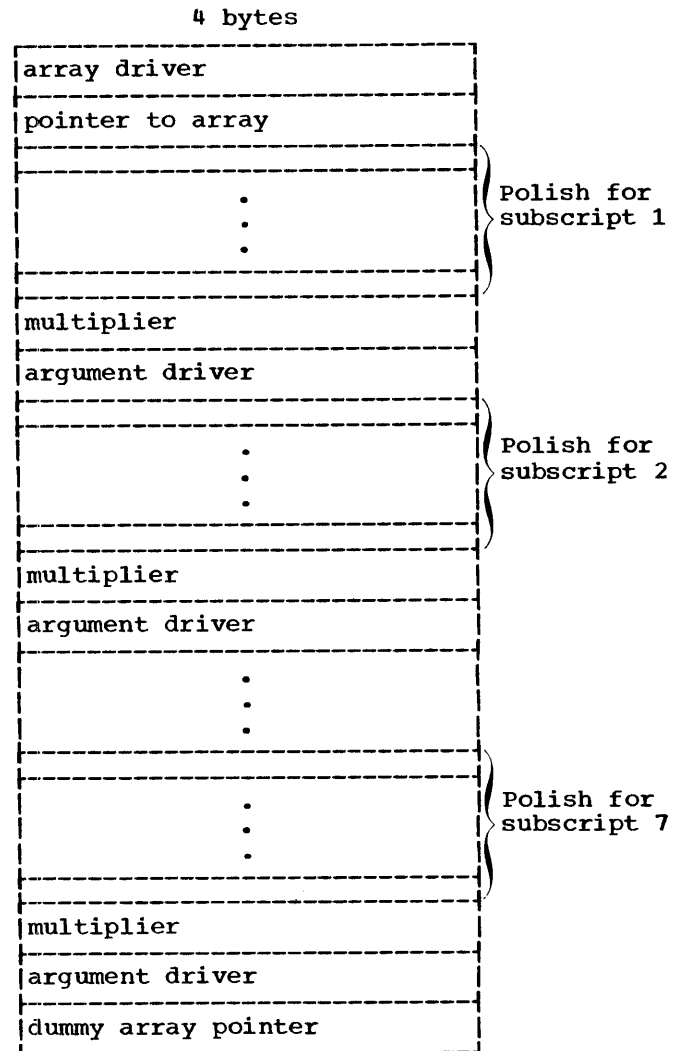 4 bytes
array driver
pointer to array
Polish for
subscript 1
multiplier
argument driver
Polish for
subscript 2
multiplier
argument driver
Polish for
subscript 7
multiplier
argument driver
dummy array pointer